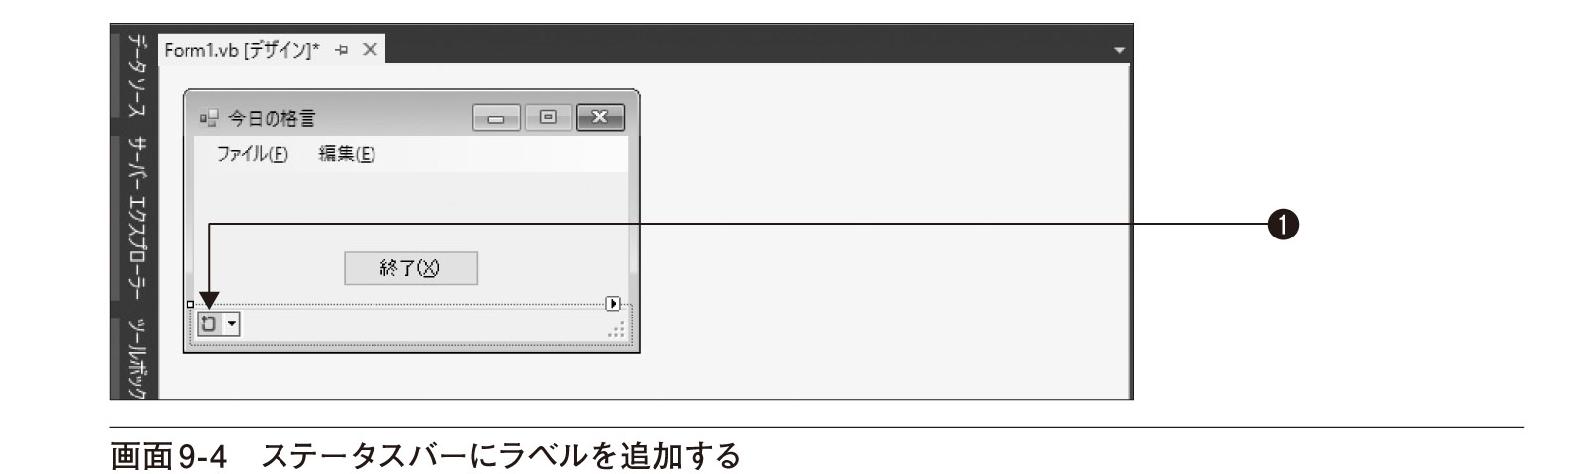 Form1.vb [デザイン]*
データ ソース
サーバー エクスプローラー
ツールボック
今日の格言
ファイル(F) 編集(E)
❶
終了(X)
画面9-4 ステータスバーにラベルを追加する